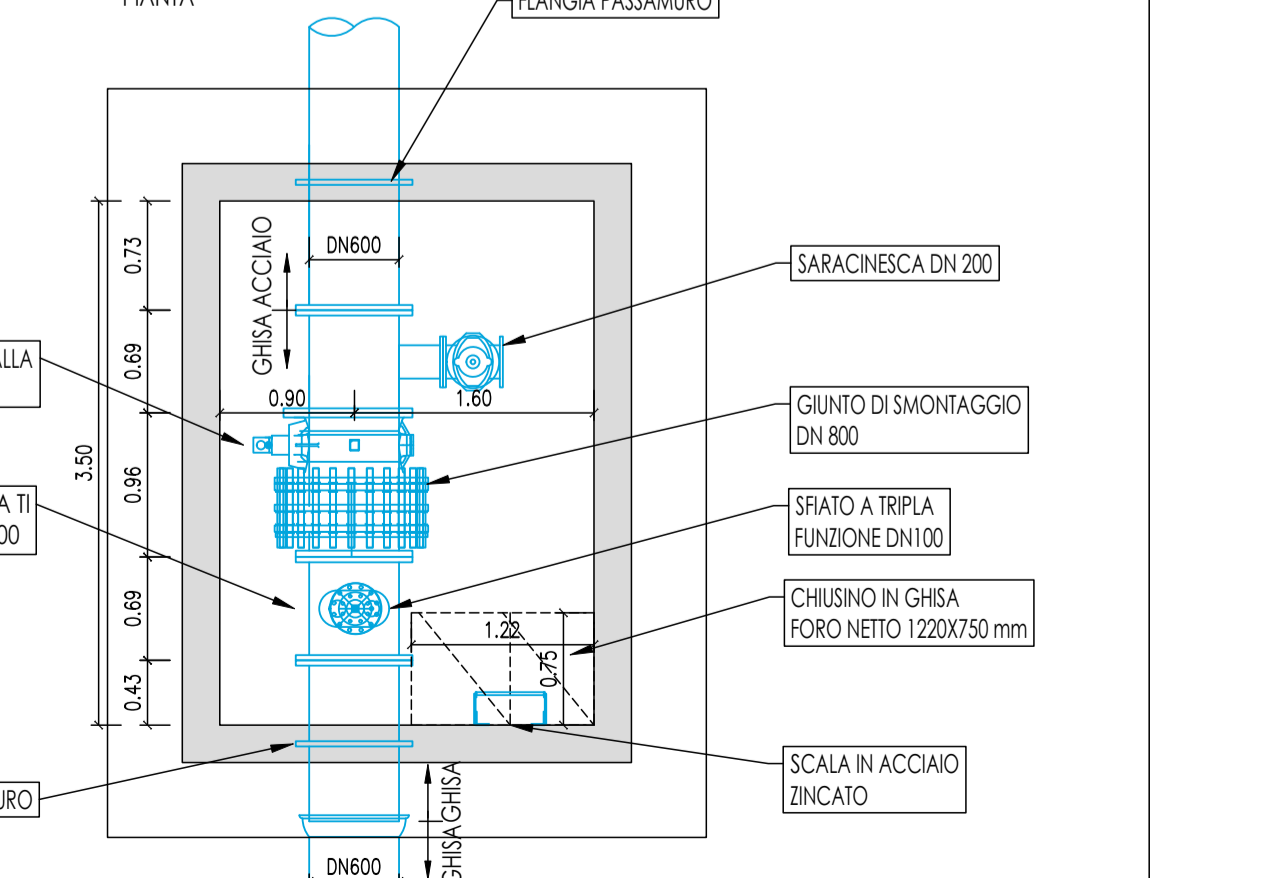 PIANTA
FLANGIA PASSAMURO
GHISA ACCIAIO
DN600
SARACINESCA DN 200
0.73
0.69
0.90
1.60
GIUNTO DI SMONTAGGIO
DN 800
ALLA
3.50
0.96
A TI
00
SFIATO A TRIPLA
FUNZIONE DN100
0.69
CHIUSINO IN GHISA
FORO NETTO 1220X750 mm
1.22
0.75
0.43
SCALA IN ACCIAIO
ZINCATO
URO
GHISA GHISA
DN600